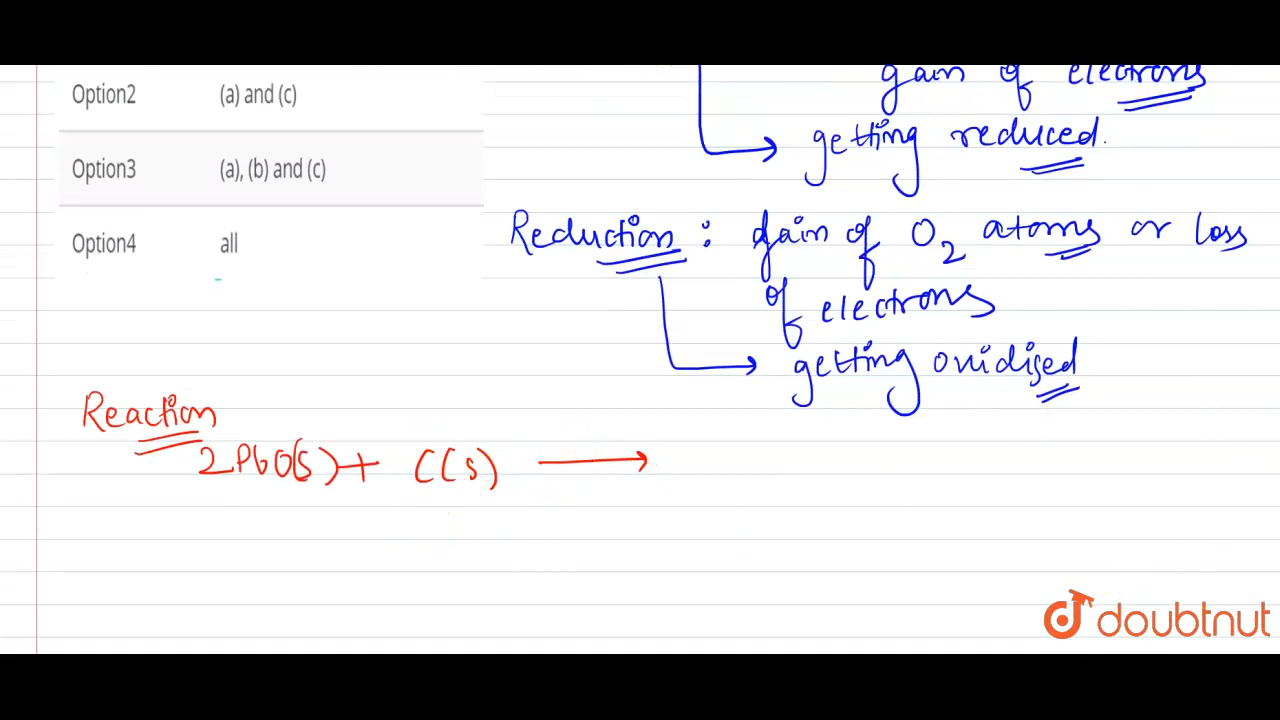 gain of electrons
Option2 (a) and (c)
getting reduced.
Option3 (a), (b) and (c)
Reduction : gain of O2 atoms or loss
of electrons
Option4 all
getting oxidised
Reaction
2PbO(s) + C(s) ⟶
doubtnut